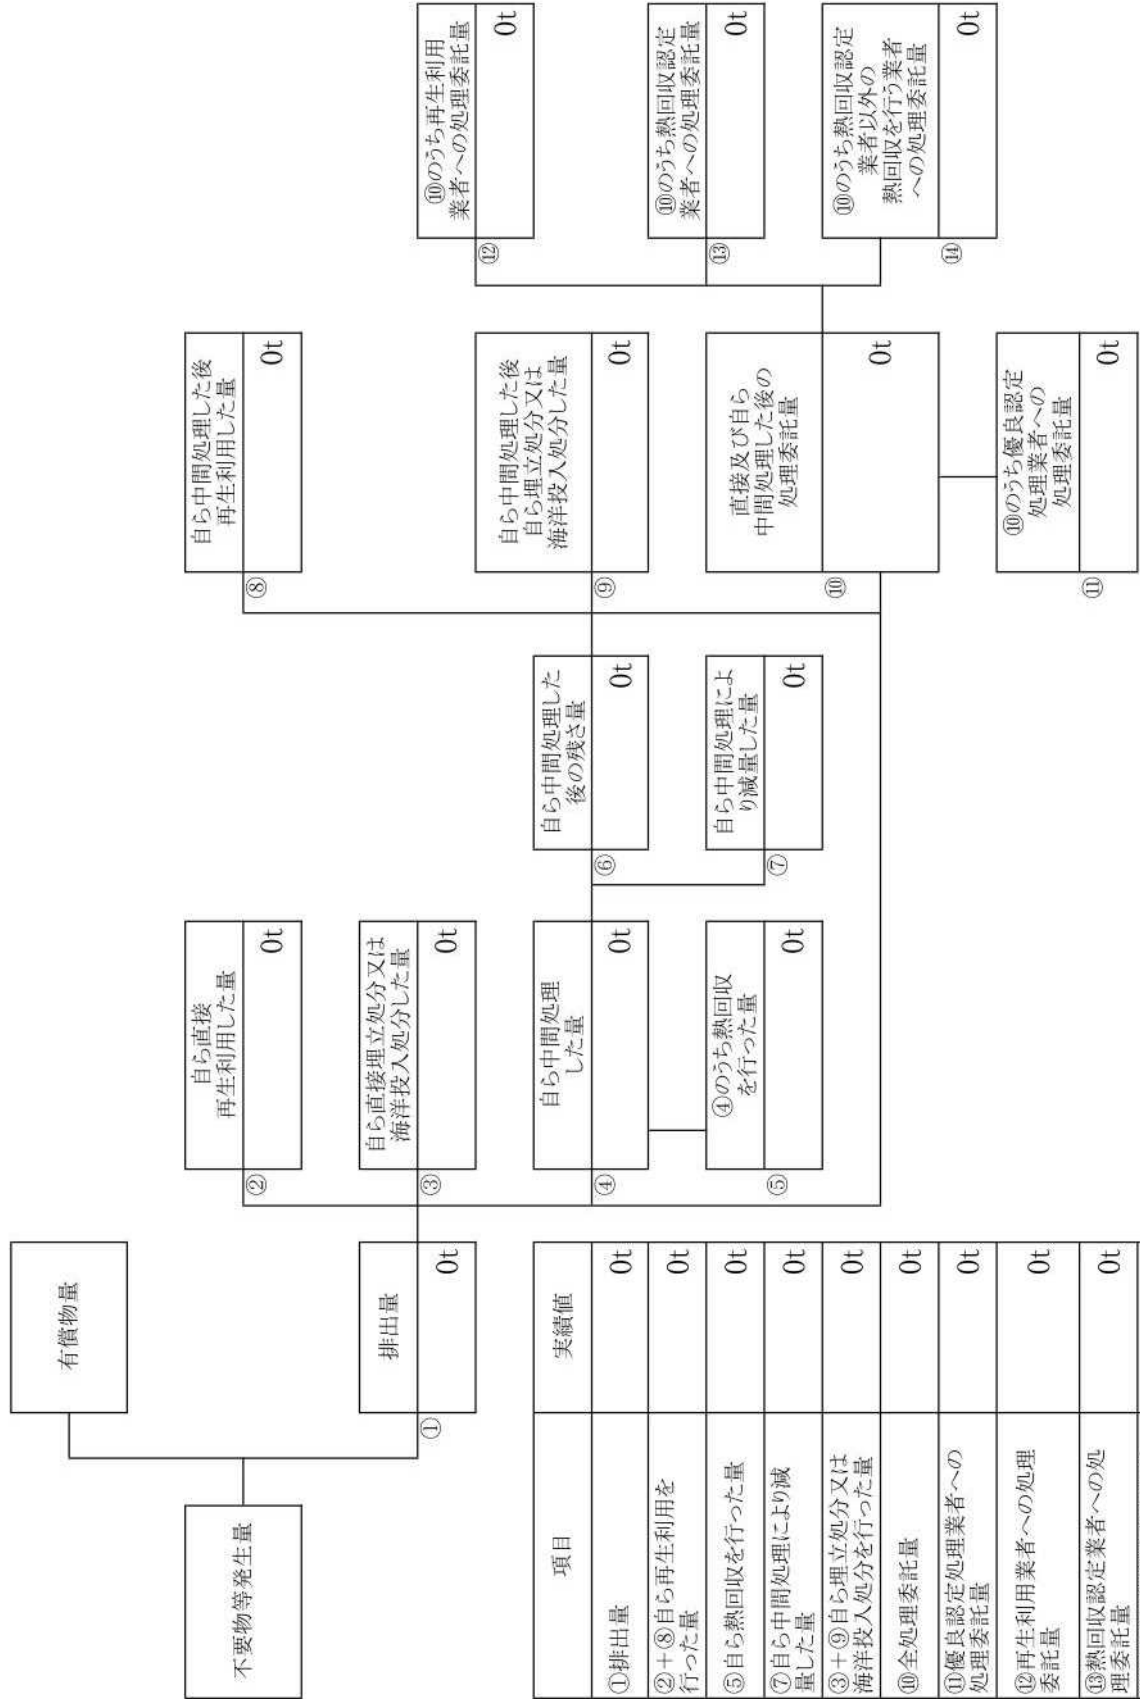 不要物等発生量
有償物量
①
排出量
0t
②
自ら直接
再生利用した量
0t
③
自ら直接埋立処分又は
海洋投入処分した量
0t
④
自ら中間処理
した量
0t
⑤
④のうち熱回収
を行った量
0t
⑥
自ら中間処理した
後の残さ量
0t
⑦
自ら中間処理によ
り減量した量
0t
⑧
自ら中間処理した後
再生利用した量
0t
⑨
自ら中間処理した後
自ら埋立処分又は
海洋投入処分した量
0t
⑩
直接及び自ら
中間処理した後の
処理委託量
0t
⑪
⑩のうち優良認定
処理業者への
処理委託量
0t
⑫
⑩のうち再生利用
業者への処理委託量
0t
⑬
⑩のうち熱回収認定
業者への処理委託量
0t
⑭
⑩のうち熱回収認定
業者以外の
熱回収を行う業者
への処理委託量
0t
項目 実績値
①排出量 0t
②+⑧自ら再生利用を
行った量 0t
⑤自ら熱回収を行った量 0t
⑦自ら中間処理により減
量した量 0t
③+⑨自ら埋立処分又は
海洋投入処分を行った量 0t
⑩全処理委託量 0t
⑪優良認定処理業者への
処理委託量 0t
⑫再生利用業者への処理
委託量 0t
⑬熱回収認定業者への処
理委託量 0t